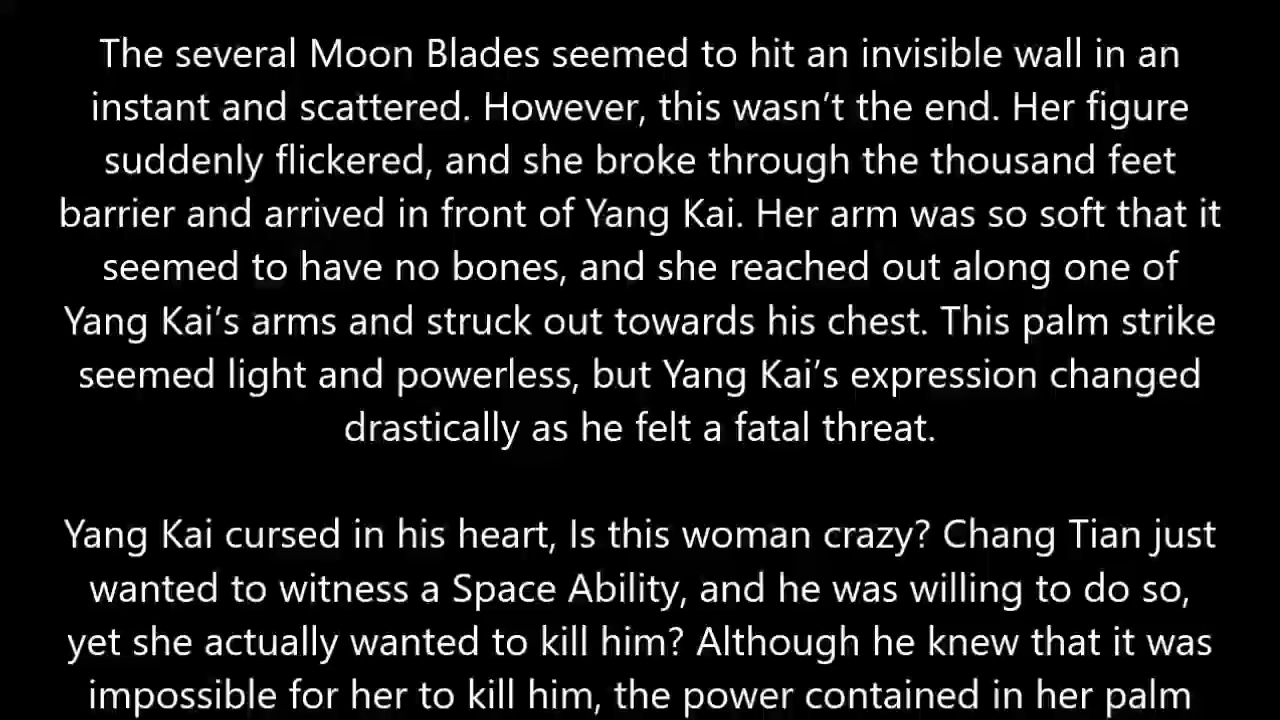 The several Moon Blades seemed to hit an invisible wall in an
instant and scattered. However, this wasn’t the end. Her figure
suddenly flickered, and she broke through the thousand feet
barrier and arrived in front of Yang Kai. Her arm was so soft that it
seemed to have no bones, and she reached out along one of
Yang Kai’s arms and struck out towards his chest. This palm strike
seemed light and powerless, but Yang Kai’s expression changed
drastically as he felt a fatal threat.
Yang Kai cursed in his heart, Is this woman crazy? Chang Tian just
wanted to witness a Space Ability, and he was willing to do so,
yet she actually wanted to kill him? Although he knew that it was
impossible for her to kill him, the power contained in her palm